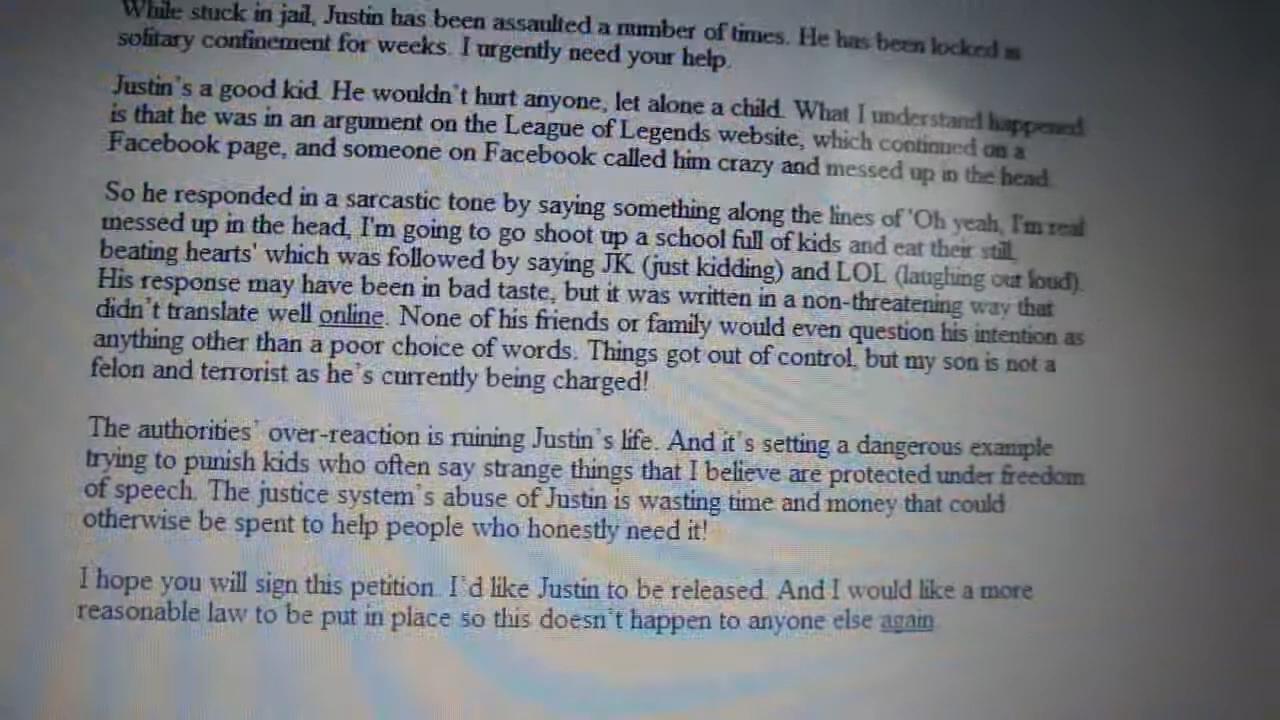 While stuck in jail, Justin has been assaulted a number of times. He has been locked in
solitary confinement for weeks. I urgently need your help.
Justin's a good kid. He wouldn't hurt anyone, let alone a child. What I understand happened
is that he was in an argument on the League of Legends website, which continued on a
Facebook page, and someone on Facebook called him crazy and messed up in the head.
So he responded in a sarcastic tone by saying something along the lines of 'Oh yeah, I'm real
messed up in the head, I'm going to go shoot up a school full of kids and eat their still,
beating hearts' which was followed by saying JK (just kidding) and LOL (laughing out loud).
His response may have been in bad taste, but it was written in a non-threatening way that
didn't translate well online. None of his friends or family would even question his intention as
anything other than a poor choice of words. Things got out of control, but my son is not a
felon and terrorist as he's currently being charged!
The authorities' over-reaction is ruining Justin's life. And it's setting a dangerous example
trying to punish kids who often say strange things that I believe are protected under freedom
of speech. The justice system's abuse of Justin is wasting time and money that could
otherwise be spent to help people who honestly need it!
I hope you will sign this petition. I'd like Justin to be released. And I would like a more
reasonable law to be put in place so this doesn't happen to anyone else again.